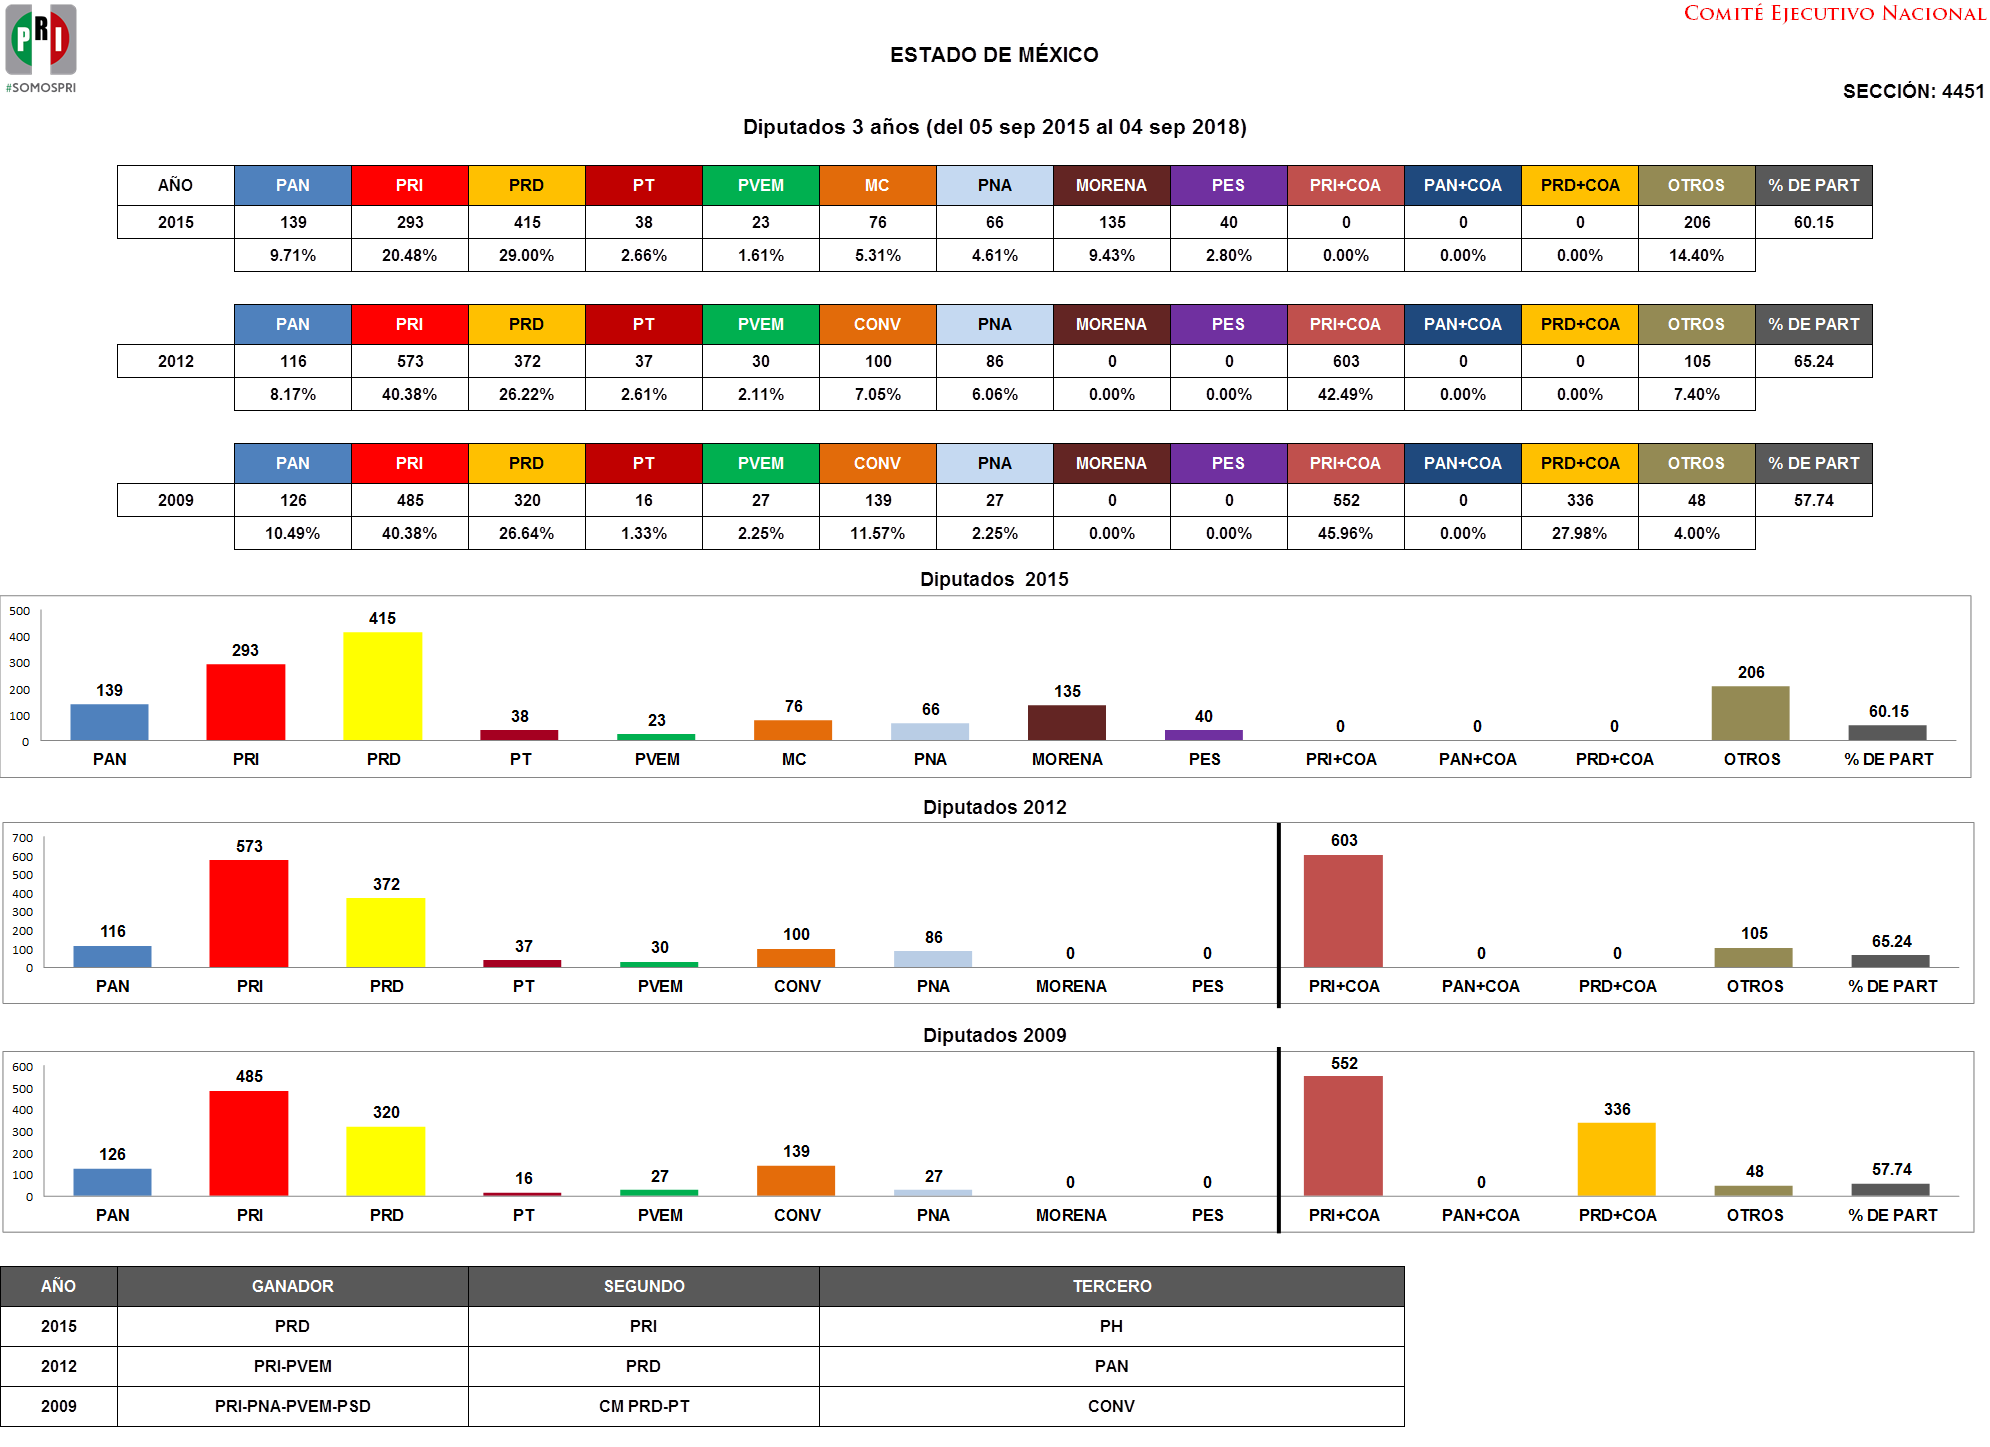 PRI
#SOMOSPRI
COMITÉ EJECUTIVO NACIONAL
ESTADO DE MÉXICO
SECCIÓN: 4451
Diputados 3 años (del 05 sep 2015 al 04 sep 2018)
AÑO PAN PRI PRD PT PVEM MC PNA MORENA PES PRI+COA PAN+COA PRD+COA OTROS % DE PART
2015 139 293 415 38 23 76 66 135 40 0 0 0 206 60.15
9.71% 20.48% 29.00% 2.66% 1.61% 5.31% 4.61% 9.43% 2.80% 0.00% 0.00% 0.00% 14.40%
PAN PRI PRD PT PVEM CONV PNA MORENA PES PRI+COA PAN+COA PRD+COA OTROS % DE PART
2012 116 573 372 37 30 100 86 0 0 603 0 0 105 65.24
8.17% 40.38% 26.22% 2.61% 2.11% 7.05% 6.06% 0.00% 0.00% 42.49% 0.00% 0.00% 7.40%
PAN PRI PRD PT PVEM CONV PNA MORENA PES PRI+COA PAN+COA PRD+COA OTROS % DE PART
2009 126 485 320 16 27 139 27 0 0 552 0 336 48 57.74
10.49% 40.38% 26.64% 1.33% 2.25% 11.57% 2.25% 0.00% 0.00% 45.96% 0.00% 27.98% 4.00%
Diputados 2015
500
400
300
200
100
0
139 293 415 38 23 76 66 135 40 0 0 0 206 60.15
PAN PRI PRD PT PVEM MC PNA MORENA PES PRI+COA PAN+COA PRD+COA OTROS % DE PART
Diputados 2012
700
600
500
400
300
200
100
0
116 573 372 37 30 100 86 0 0 603 0 0 105 65.24
PAN PRI PRD PT PVEM CONV PNA MORENA PES PRI+COA PAN+COA PRD+COA OTROS % DE PART
Diputados 2009
600
500
400
300
200
100
0
126 485 320 16 27 139 27 0 0 552 0 336 48 57.74
PAN PRI PRD PT PVEM CONV PNA MORENA PES PRI+COA PAN+COA PRD+COA OTROS % DE PART
AÑO GANADOR SEGUNDO TERCERO
2015 PRD PRI PH
2012 PRI-PVEM PRD PAN
2009 PRI-PNA-PVEM-PSD CM PRD-PT CONV